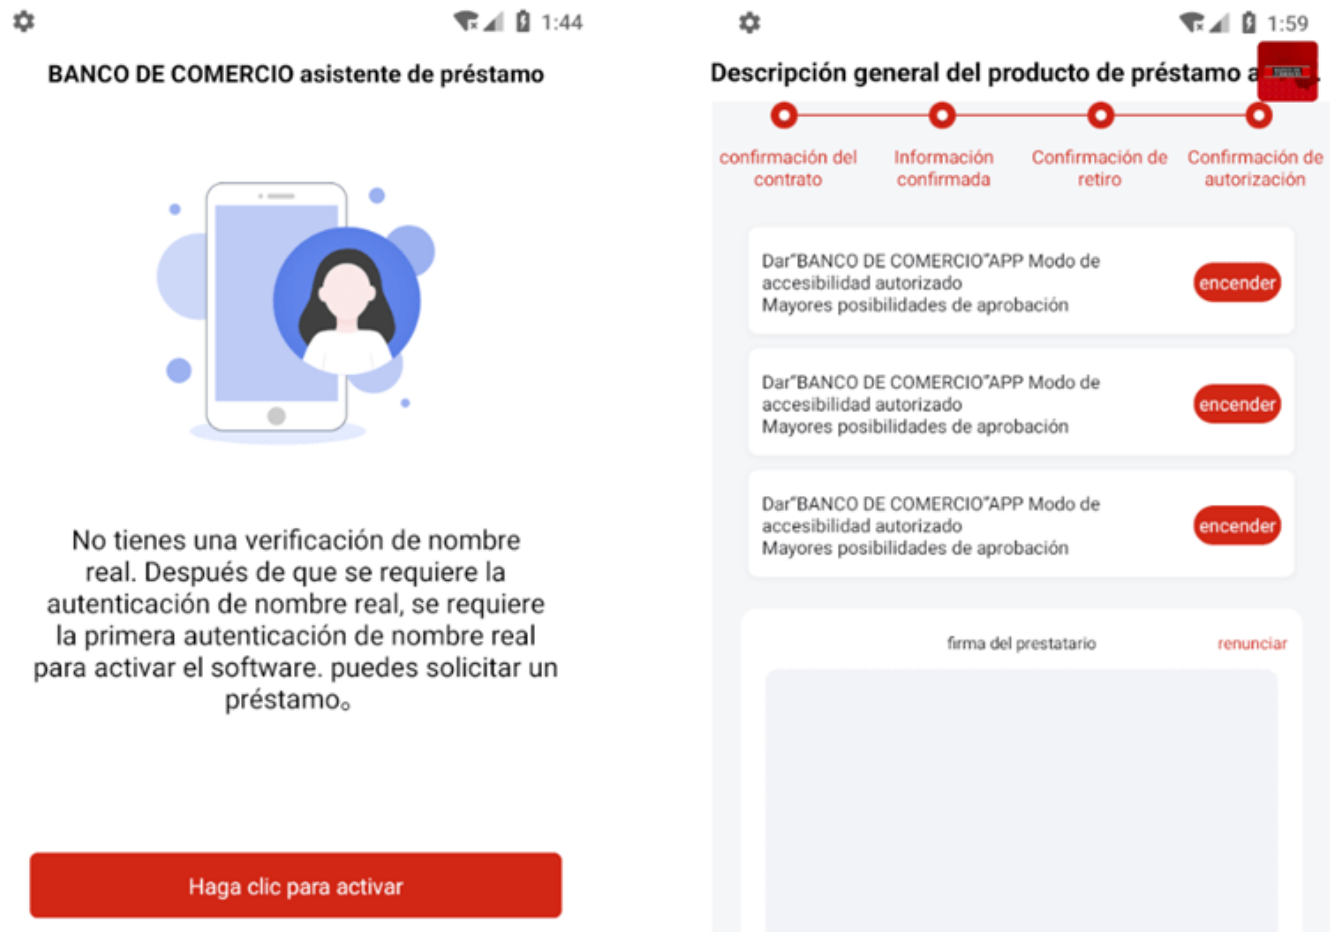 1:44
BANCO DE COMERCIO asistente de préstamo
No tienes una verificación de nombre
real. Después de que se requiere la
autenticación de nombre real, se requiere
la primera autenticación de nombre real
para activar el software. puedes solicitar un
préstamo。
Haga clic para activar
1:59
Descripción general del producto de préstamo a
confirmación del
contrato
Información
confirmada
Confirmación de
retiro
Confirmación de
autorización
Dar“BANCO DE COMERCIO”APP Modo de
accesibilidad autorizado
Mayores posibilidades de aprobación
encender
Dar“BANCO DE COMERCIO”APP Modo de
accesibilidad autorizado
Mayores posibilidades de aprobación
encender
Dar“BANCO DE COMERCIO”APP Modo de
accesibilidad autorizado
Mayores posibilidades de aprobación
encender
firma del prestatario
renunciar